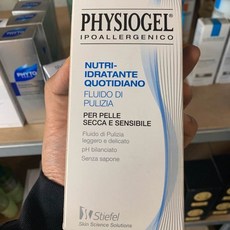 PHYSIOGEL
IPOALLERGENICO
NUTRI-
IDRATANTE
QUOTIDIANO
FLUIDO DI
PULIZIA
PER PELLE
SECCA E SENSIBILE
Fluido di Pulizia
leggero e delicato
pH bilanciato
Senza sapone
Stiefel
Skin Science Solutions
PHYTO